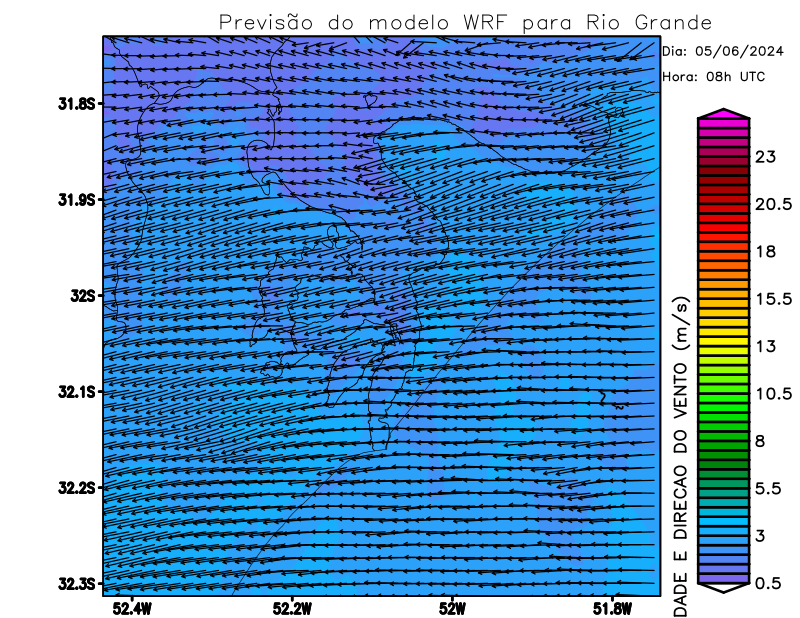 Previsão do modelo WRF para Rio Grande
Dia: 05/06/2024
Hora: 08h UTC
31.8S
31.9S
32S
32.1S
32.2S
32.3S
52.4W
52.2W
52W
51.8W
DADE E DIRECAO DO VENTO (m/s)
23
20.5
18
15.5
13
10.5
8
5.5
3
0.5